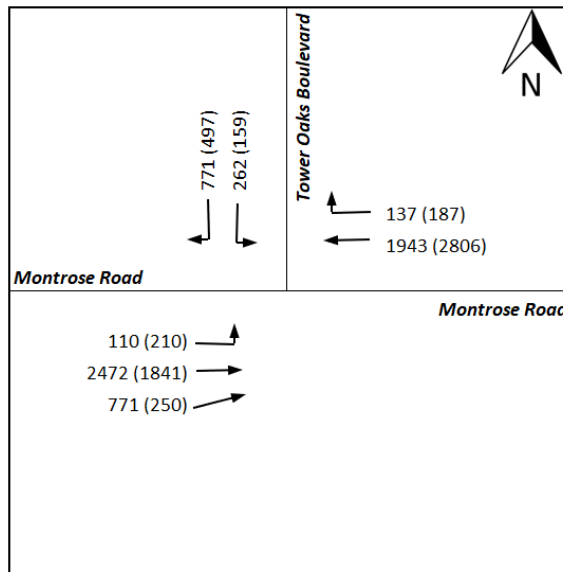 Tower Oaks Boulevard
N
771 (497)
262 (159)
137 (187)
1943 (2806)
Montrose Road
Montrose Road
110 (210)
2472 (1841)
771 (250)